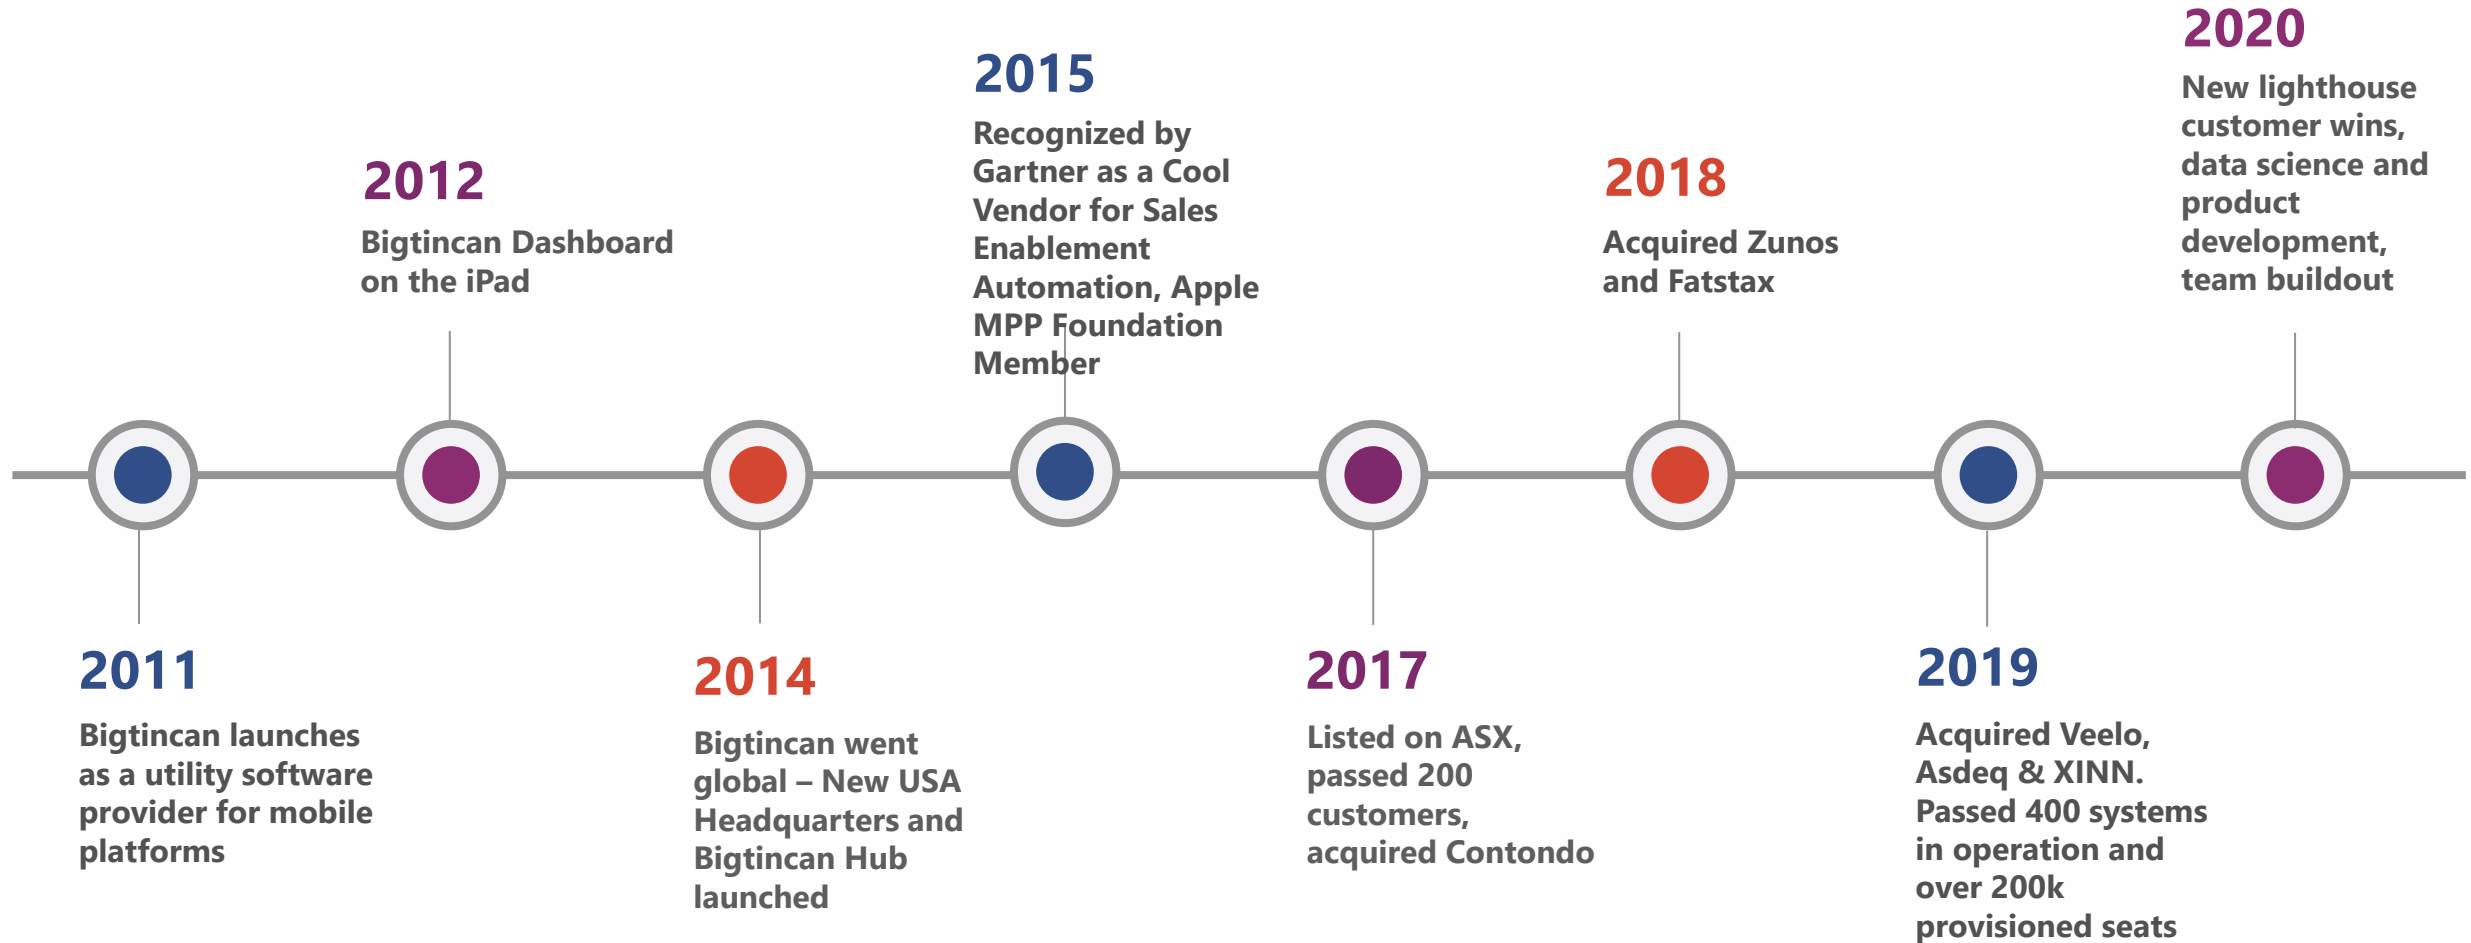 2011
Bigtincan launches
as a utility software
provider for mobile
platforms
2012
Bigtincan Dashboard
on the iPad
2014
Bigtincan went
global – New USA
Headquarters and
Bigtincan Hub
launched
2015
Recognized by
Gartner as a Cool
Vendor for Sales
Enablement
Automation, Apple
MPP Foundation
Member
2017
Listed on ASX,
passed 200
customers,
acquired Contondo
2018
Acquired Zunos
and Fatstax
2019
Acquired Veelo,
Asdeq & XINN.
Passed 400 systems
in operation and
over 200k
provisioned seats
2020
New lighthouse
customer wins,
data science and
product
development,
team buildout